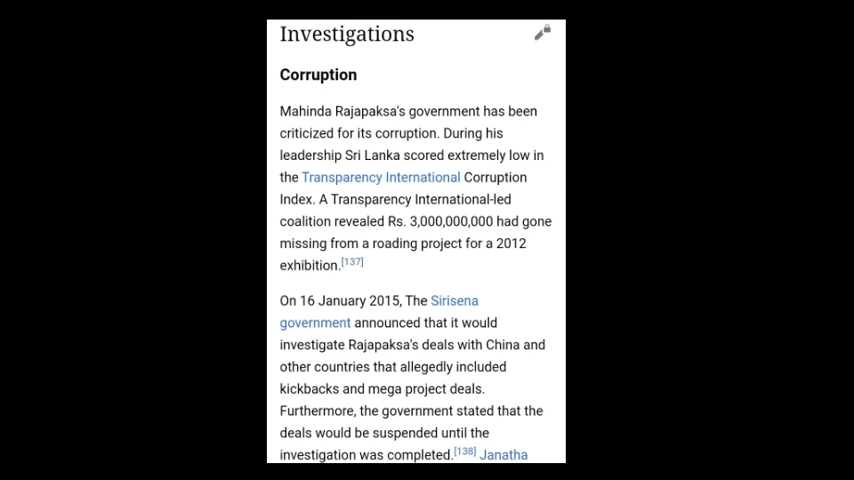 Investigations
Corruption
Mahinda Rajapaksa's government has been
criticized for its corruption. During his
leadership Sri Lanka scored extremely low in
the Transparency International Corruption
Index. A Transparency International-led
coalition revealed Rs. 3,000,000,000 had gone
missing from a roading project for a 2012
exhibition.[137]
On 16 January 2015, The Sirisena
government announced that it would
investigate Rajapaksa's deals with China and
other countries that allegedly included
kickbacks and mega project deals.
Furthermore, the government stated that the
deals would be suspended until the
investigation was completed.[138] Janatha